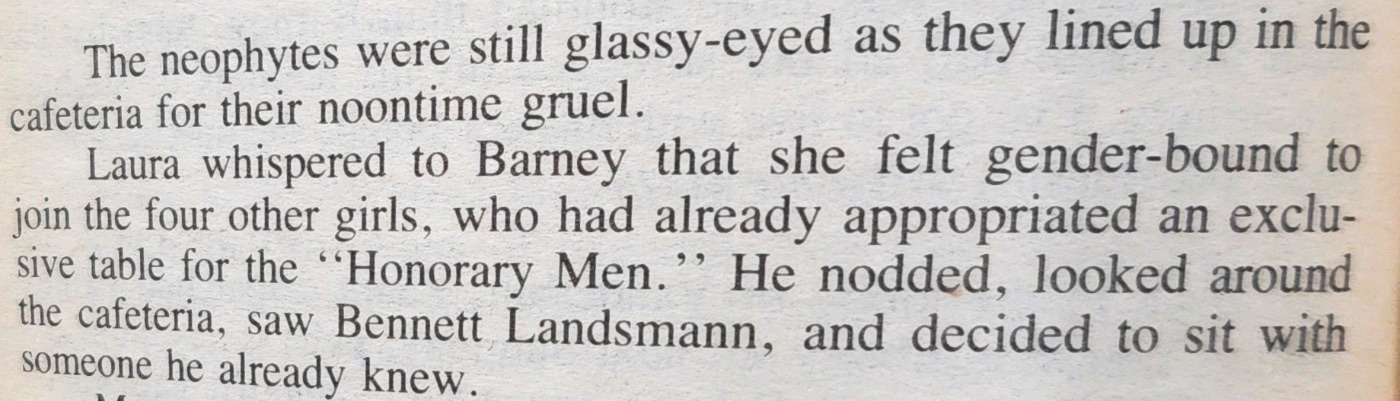 The neophytes were still glassy-eyed as they lined up in the
cafeteria for their noontime gruel.
Laura whispered to Barney that she felt gender-bound to
join the four other girls, who had already appropriated an exclu-
sive table for the ‘‘Honorary Men.’’ He nodded, looked around
the cafeteria, saw Bennett Landsmann, and decided to sit with
someone he already knew.